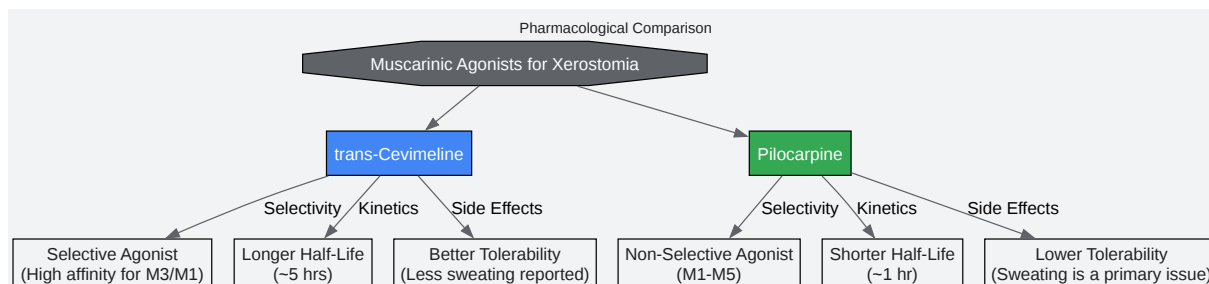 Pharmacological Comparison
Muscarinic Agonists for Xerostomia
trans-Cevimeline
Pilocarpine
Selectivity
Kinetics
Side Effects
Selectivity
Kinetics
Side Effects
Selective Agonist
(High affinity for M3/M1)
Longer Half-Life
(~5 hrs)
Better Tolerability
(Less sweating reported)
Non-Selective Agonist
(M1-M5)
Shorter Half-Life
(~1 hr)
Lower Tolerability
(Sweating is a primary issue)